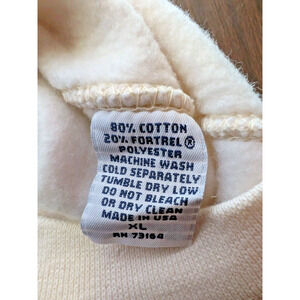 80% COTTON
20% FORTREL®
POLYESTER
MACHINE WASH
COLD SEPARATELY
TUMBLE DRY LOW
DO NOT BLEACH
OR DRY CLEAN
MADE IN USA
XL
RN 73164